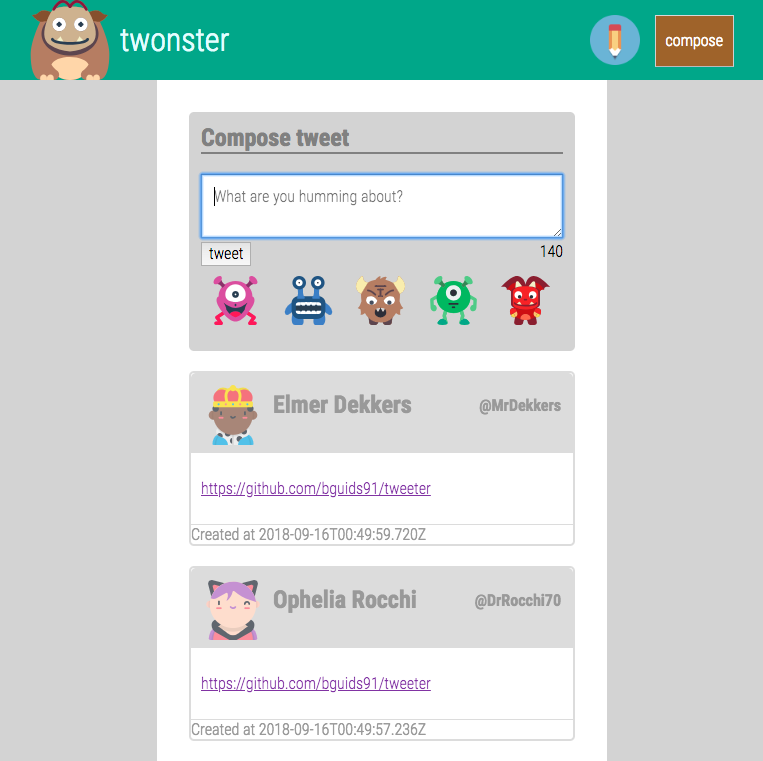 twonster
compose
Compose tweet
What are you humming about?
tweet
140
Elmer Dekkers
@MrDekkers
https://github.com/bguids91/tweeter
Created at 2018-09-16T00:49:59.720Z
Ophelia Rocchi
@DrRocchi70
https://github.com/bguids91/tweeter
Created at 2018-09-16T00:49:57.236Z